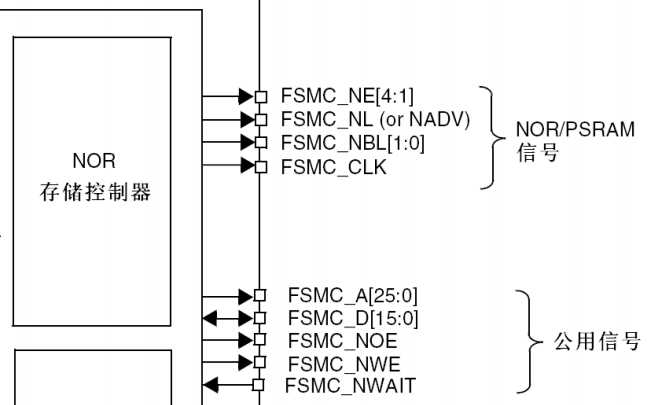 NOR
存储控制器
FSMC_NE[4:1]
FSMC_NL (or NADV)
FSMC_NBL[1:0]
FSMC_CLK
NOR/PSRAM
信号
FSMC_A[25:0]
FSMC_D[15:0]
FSMC_NOE
FSMC_NWE
FSMC_NWAIT
公用信号